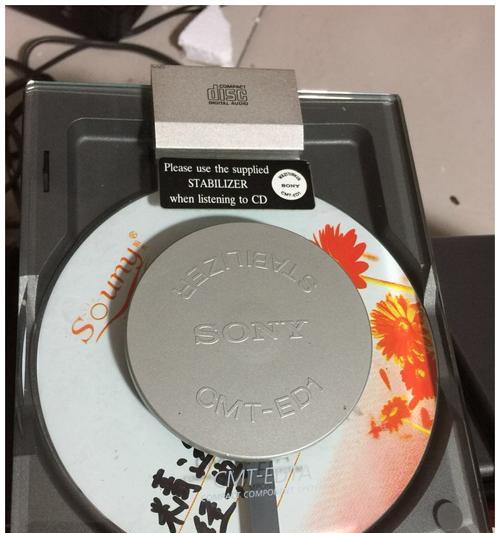 COMPACT
disc
DIGITAL AUDIO
Please use the supplied
STABILIZER
when listening to CD
STABILIZER
SONY
CMT-ED1
Souny
STABILIZER
SONY
CMT-ED1
CMT-ED1A